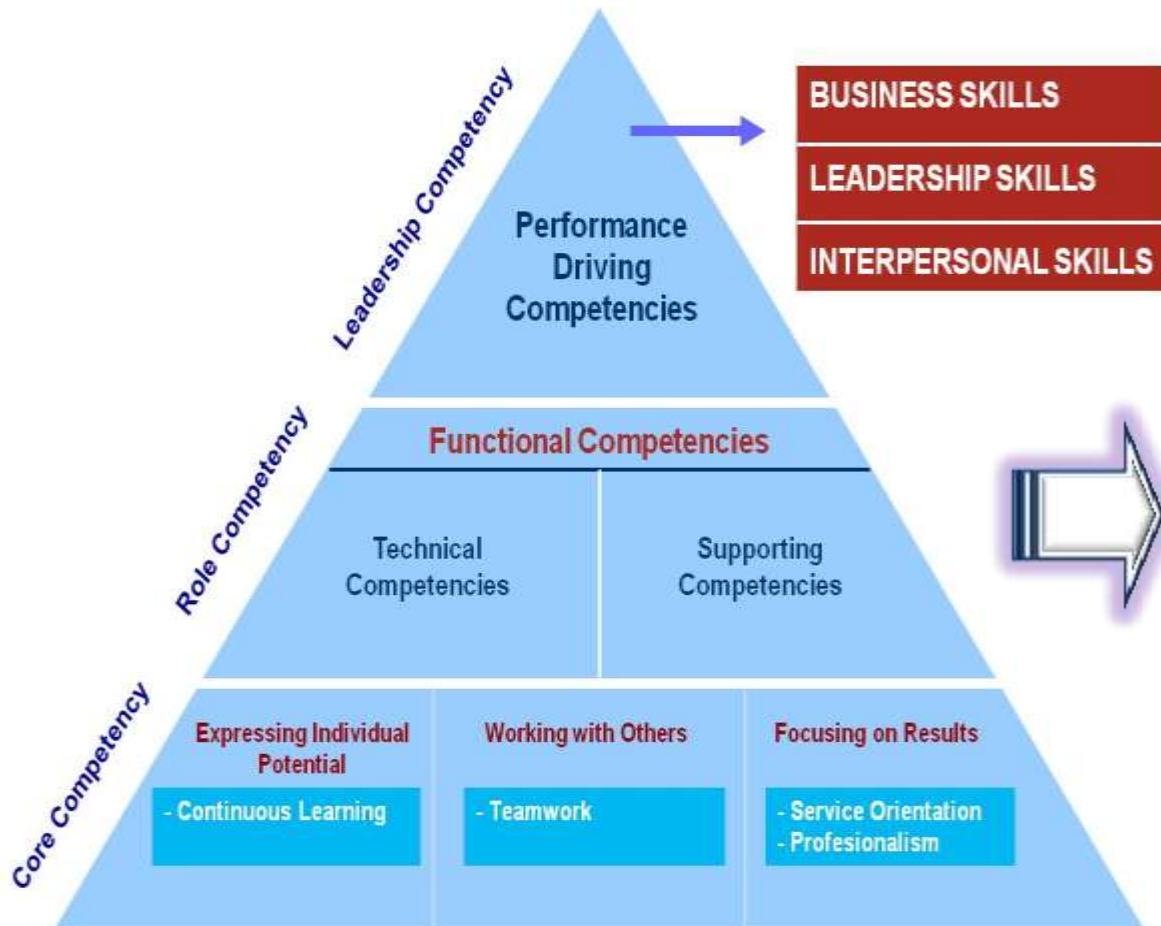 Leadership Competency
BUSINESS SKILLS
LEADERSHIP SKILLS
INTERPERSONAL SKILLS
Performance
Driving
Competencies
Role Competency
Functional Competencies
Technical
Competencies
Supporting
Competencies
Core Competency
Expressing Individual
Potential
- Continuous Learning
Working with Others
- Teamwork
Focusing on Results
- Service Orientation
- Profesionalism